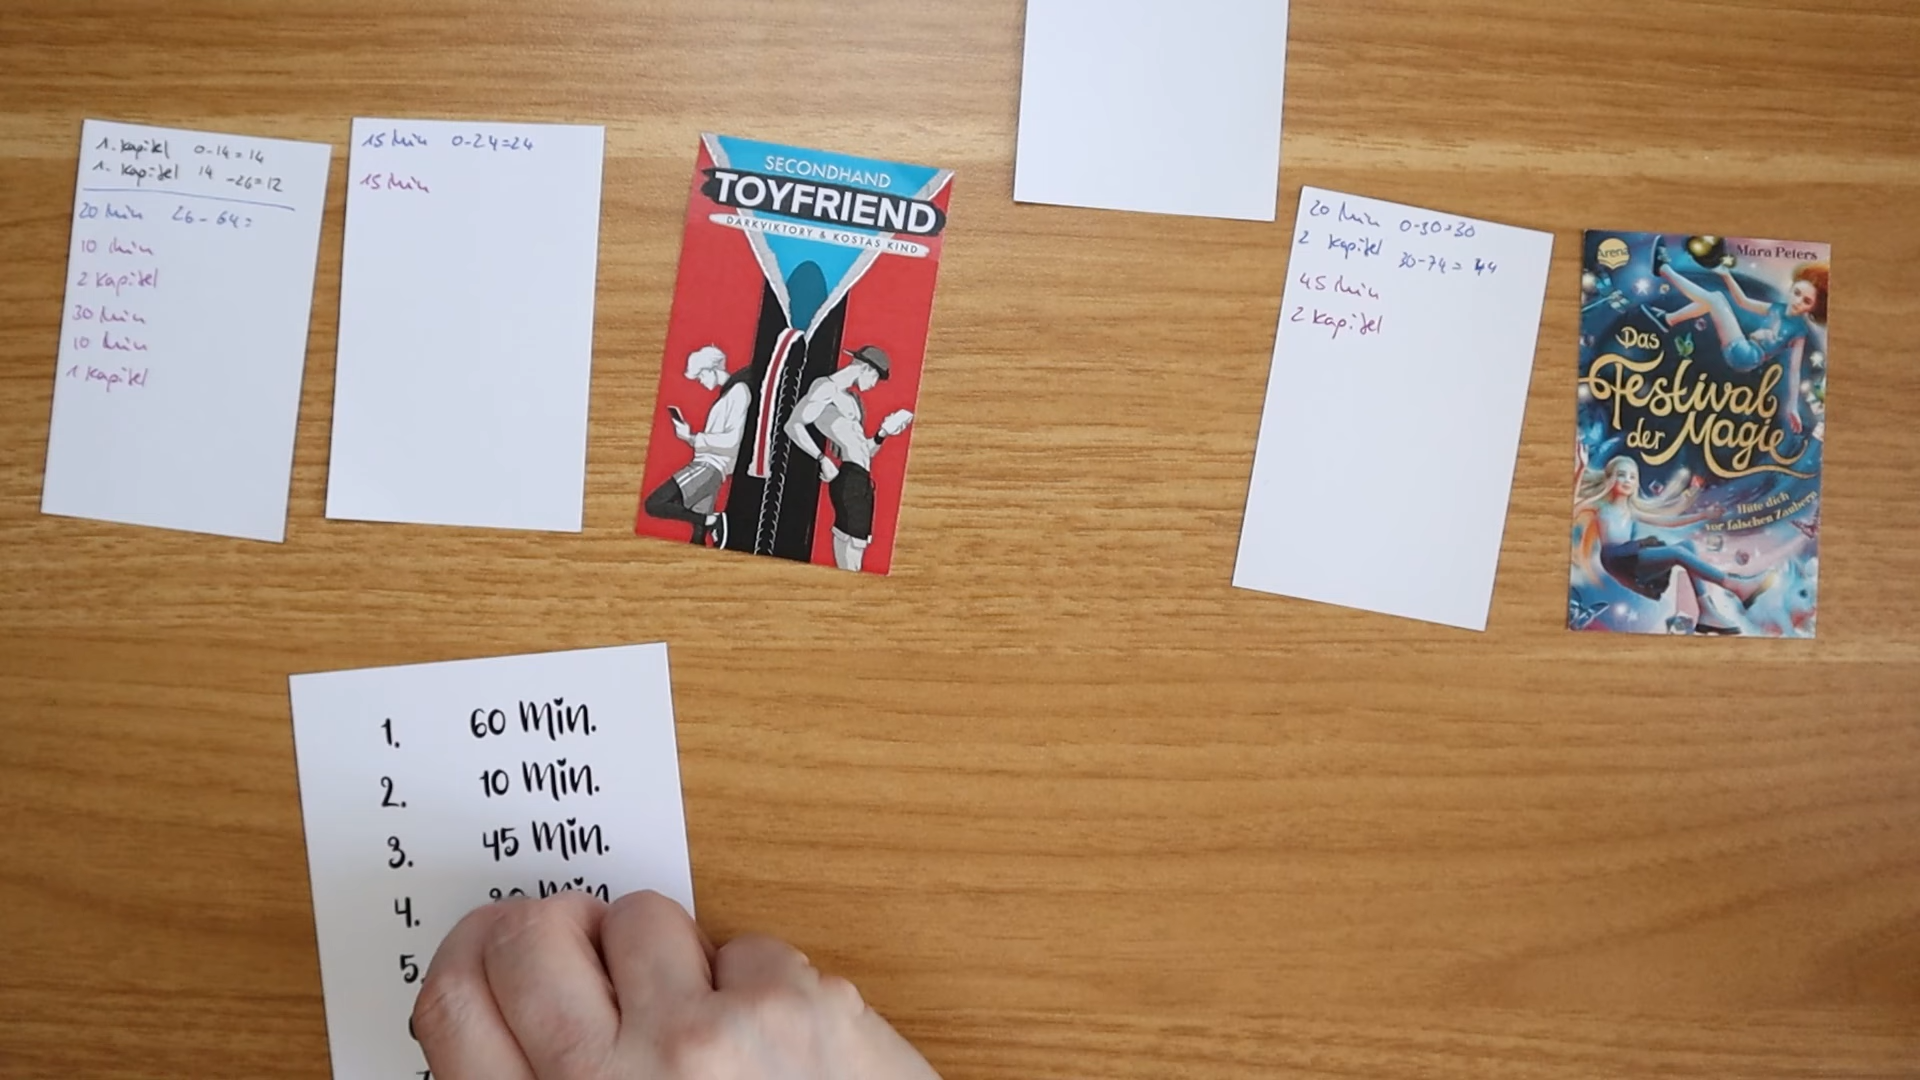 1. Kapitel 0-14=14
1. Kapitel 14-26=12
20 Min 26-64=
10 Min
2 Kapitel
30 Min
10 Min
1 Kapitel
15 Min 0-24=24
15 Min
SECONDHAND
TOYFRIEND
DARKVIKTORY & KOSTAS KIND
20 Min 0-30=30
2 Kapitel 30-74=44
45 Min
2 Kapitel
Arena
Mara Peters
Das
Festival
der Magie
Hüte dich
vor falschen Zaubern
1. 60 Min.
2. 10 Min.
3. 45 Min.
4. Min
5.